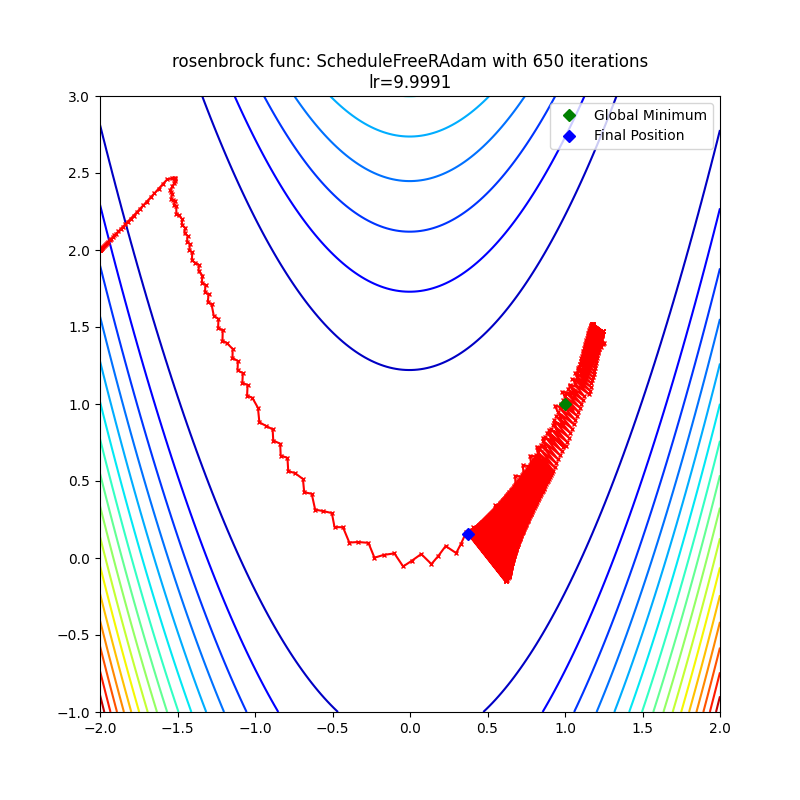 rosenbrock func: ScheduleFreeRAdam with 650 iterations
lr=9.9991
Global Minimum
Final Position
3.0
2.5
2.0
1.5
1.0
0.5
0.0
−0.5
−1.0
−2.0 −1.5 −1.0 −0.5 0.0 0.5 1.0 1.5 2.0